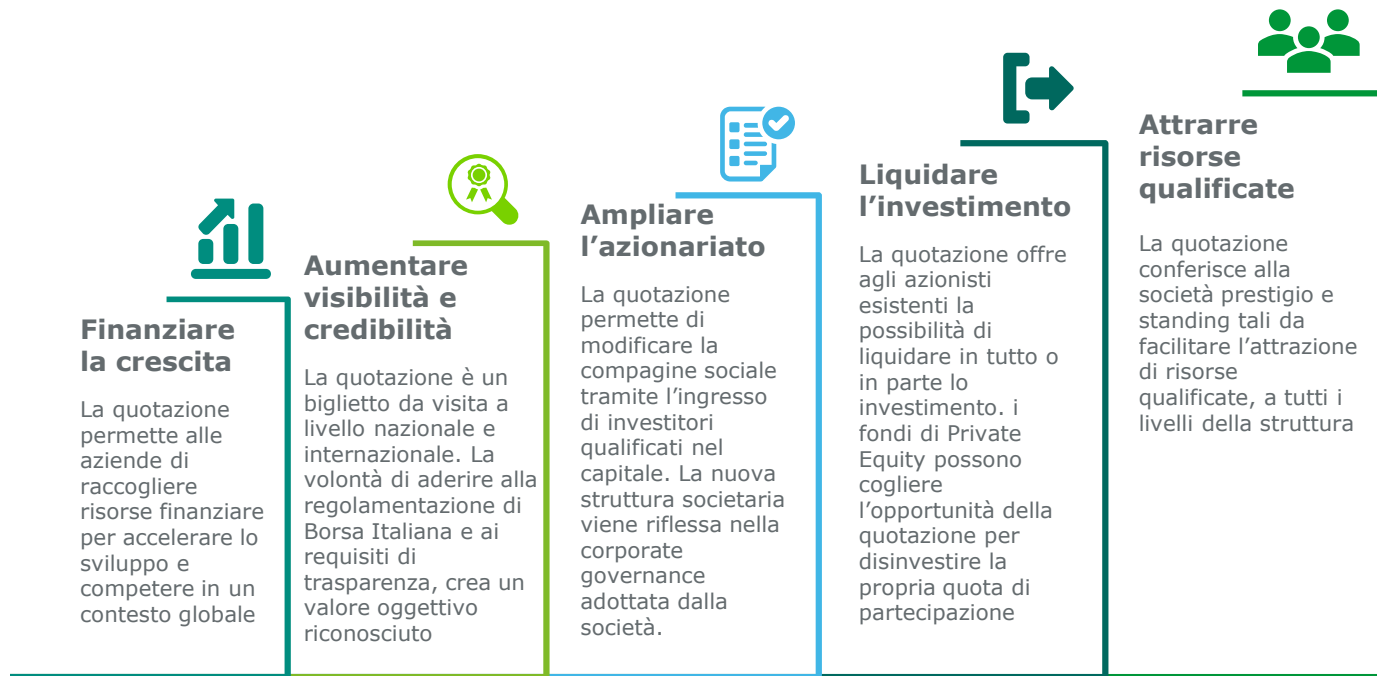 Finanziare
la crescita
La quotazione
permette alle
aziende di
raccogliere
risorse finanziare
per accelerare lo
sviluppo e
competere in un
contesto globale
Aumentare
visibilità e
credibilità
La quotazione è un
biglietto da visita a
livello nazionale e
internazionale. La
volontà di aderire alla
regolamentazione di
Borsa Italiana e ai
requisiti di
trasparenza, crea un
valore oggettivo
riconosciuto
Ampliare
l’azionariato
La quotazione
permette di
modificare la
compagine sociale
tramite l’ingresso
di investitori
qualificati nel
capitale. La nuova
struttura societaria
viene riflessa nella
corporate
governance
adottata dalla
società.
Liquidare
l’investimento
La quotazione offre
agli azionisti
esistenti la
possibilità di
liquidare in tutto o
in parte lo
investimento. i
fondi di Private
Equity possono
cogliere
l’opportunità della
quotazione per
disinvestire la
propria quota di
partecipazione
Attrarre
risorse
qualificate
La quotazione
conferisce alla
società prestigio e
standing tali da
facilitare l’attrazione
di risorse
qualificate, a tutti i
livelli della struttura